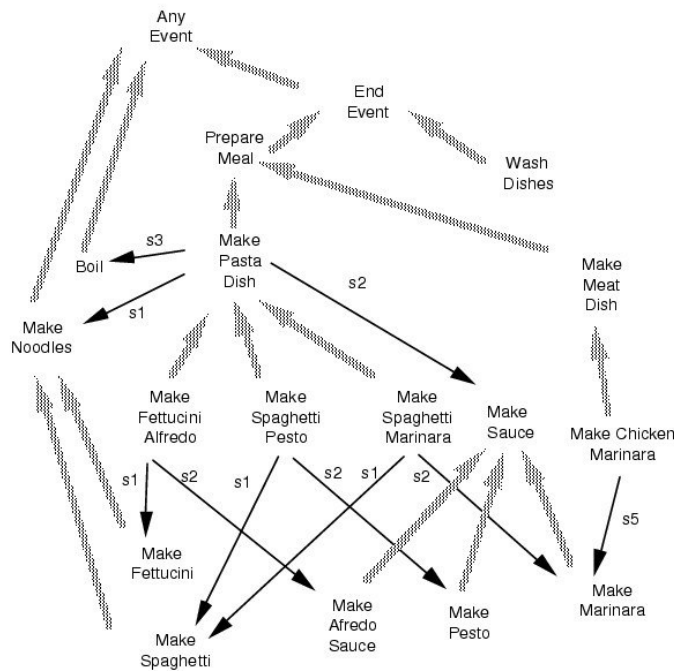 Any
Event
End
Event
Prepare
Meal
Wash
Dishes
s3
Boil
Make
Pasta
Dish
s2
Make
Meat
Dish
s1
Make
Noodles
Make
Fettucini
Alfredo
Make
Spaghetti
Pesto
Make
Spaghetti
Marinara
Make
Sauce
Make Chicken
Marinara
s1
s2
s1
s2
s1
s2
s5
Make
Fettucini
Make
Spaghetti
Make
Afredo
Sauce
Make
Pesto
Make
Marinara